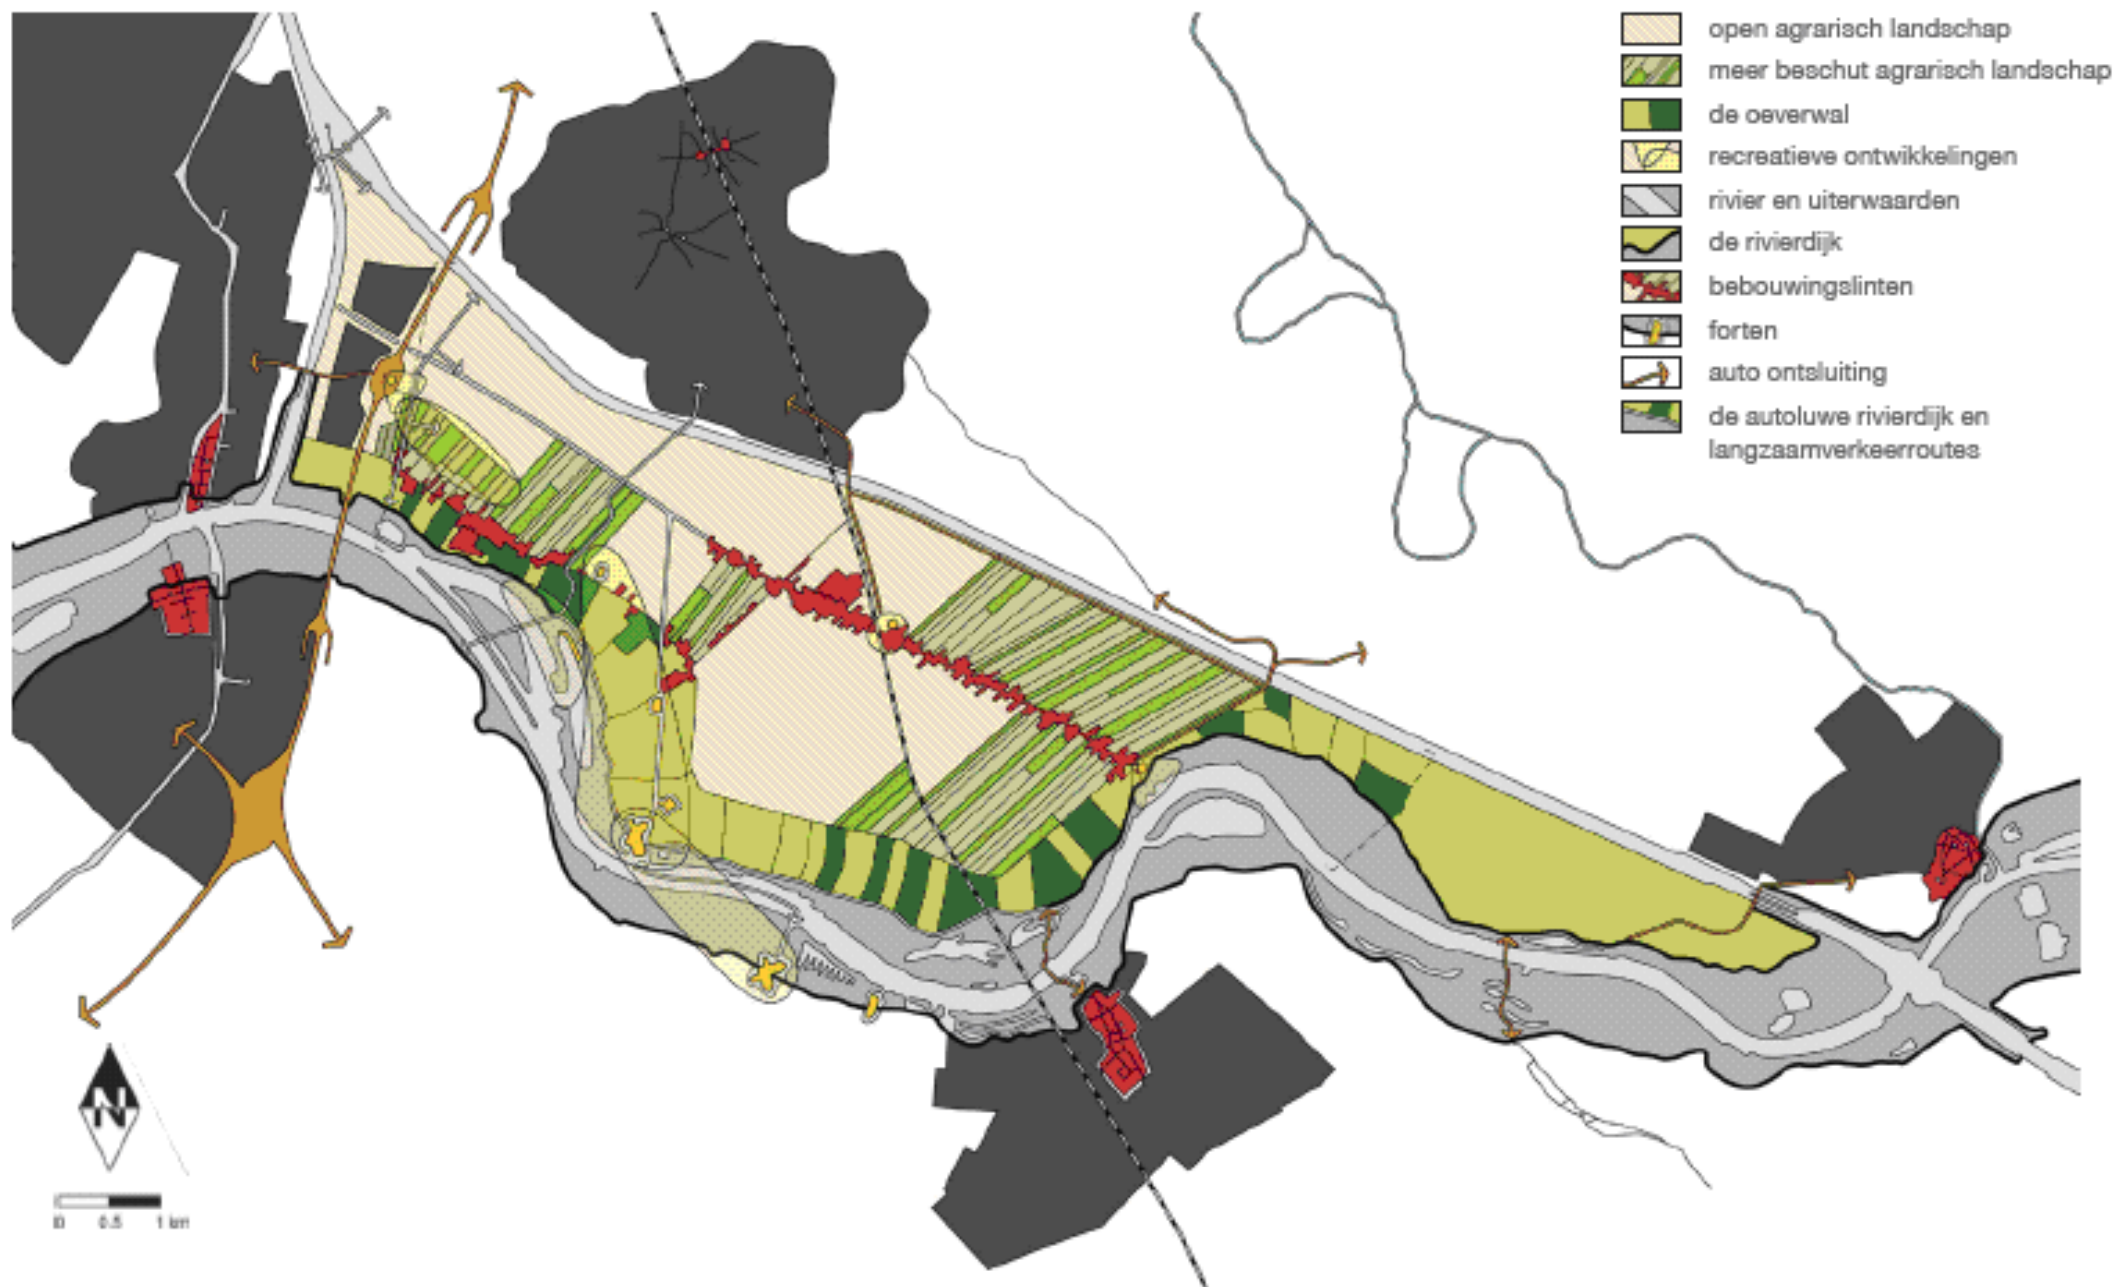 open agrarisch landschap
meer beschut agrarisch landschap
de oeverwal
recreatieve ontwikkelingen
rivier en uiterwaarden
de rivierdijk
bebouwingslinten
forten
auto ontsluiting
de autoluwe rivierdijk en
langzaamverkeerroutes
N
0 0.5 1 km